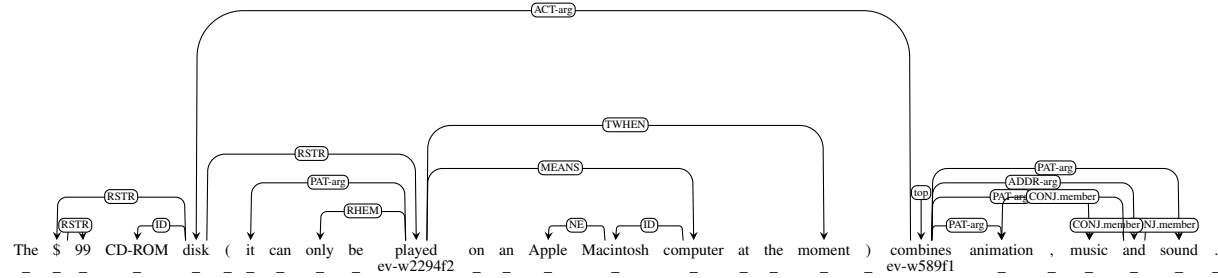 ACT-arg
TWHEN
RSTR MEANS PAT-arg
PAT-arg ADDR-arg
RSTR RHEM top PAT-arg CONJ.member
RSTR ID NE ID PAT-arg CONJ.member NJ.member
The $ 99 CD-ROM disk ( it can only be played on an Apple Macintosh computer at the moment ) combines animation , music and sound .
_ _ _ _ _ _ _ _ _ _ ev-w2294f2 _ _ _ _ _ _ _ _ _ ev-w589f1 _ _ _ _ _ _